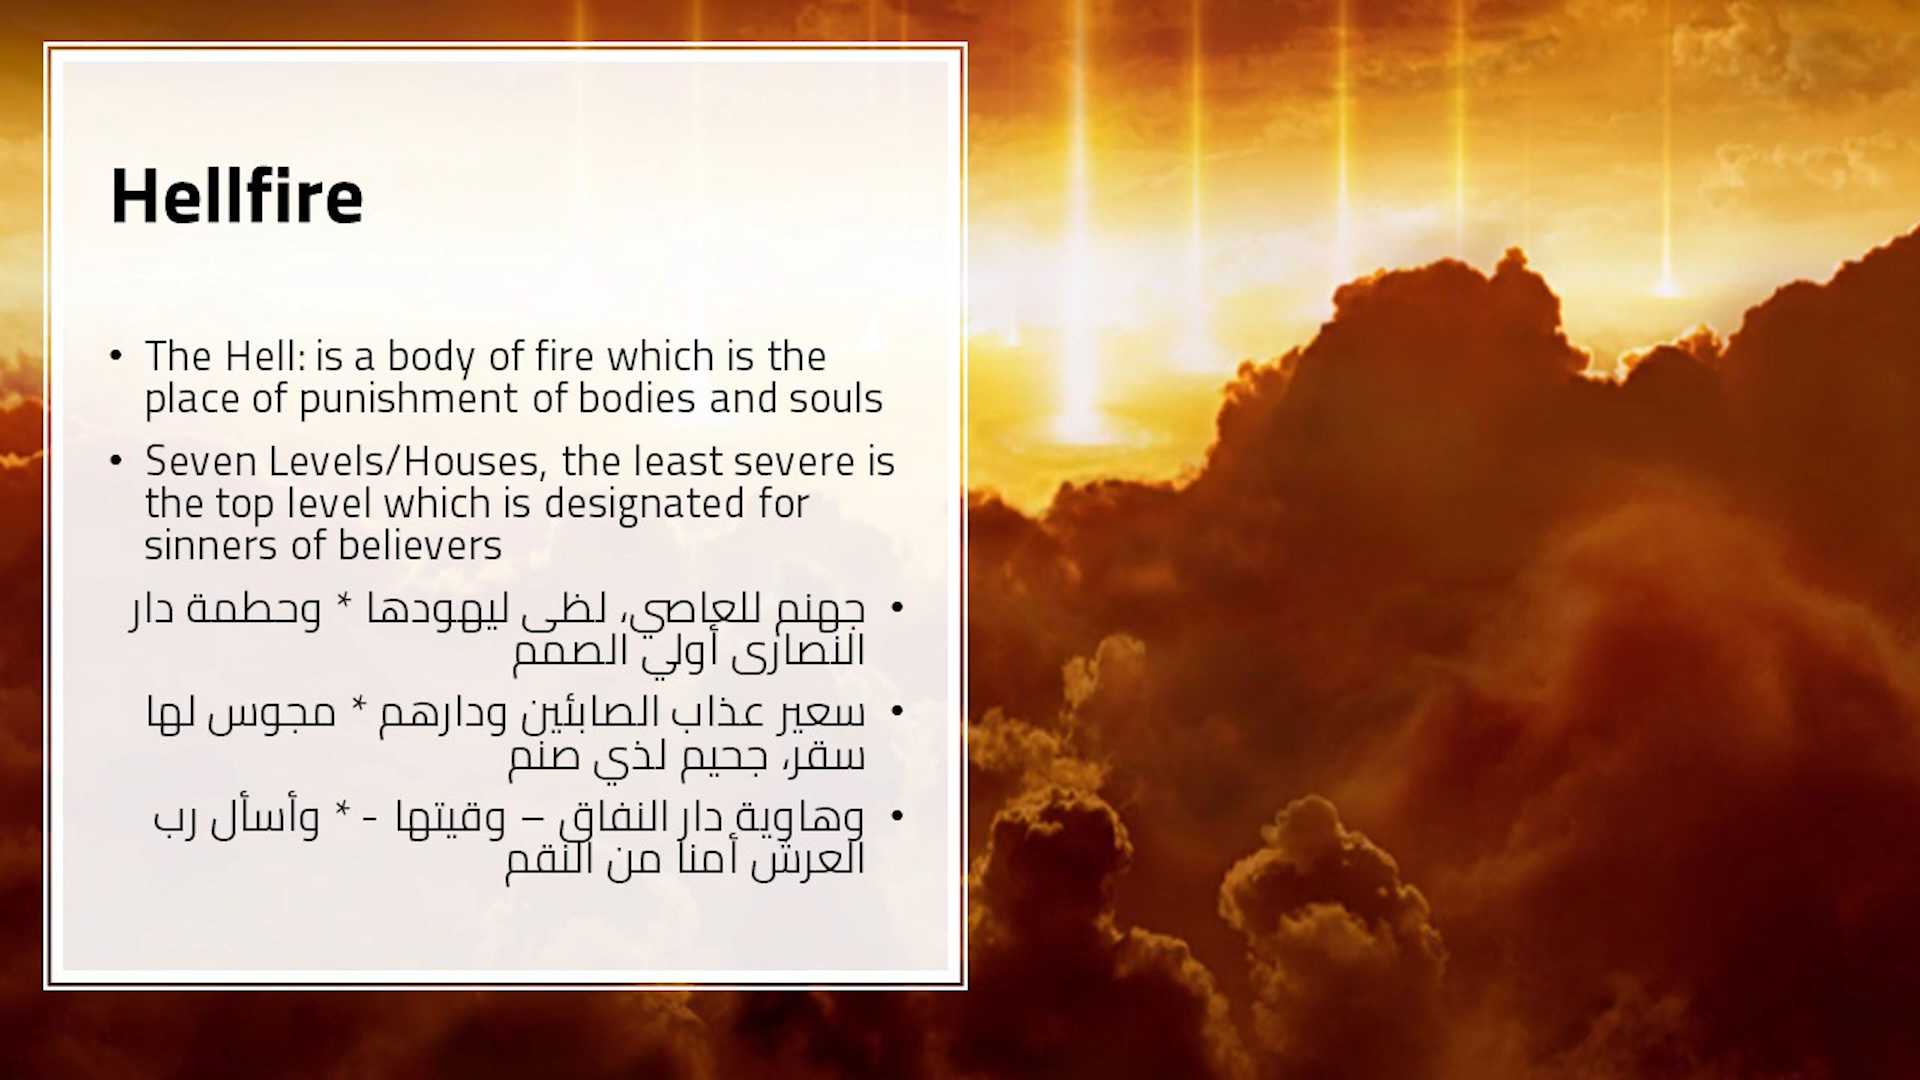 Hellfire
• The Hell: is a body of fire which is the
place of punishment of bodies and souls
• Seven Levels/Houses, the least severe is
the top level which is designated for
sinners of believers
• جهنم للعاصي، لظى ليهودها * وحطمة دار
النصارى أولي الصمم
• سعير عذاب الصابئين ودارهم * مجوس لها
سقر، جحيم لذي صنم
• وهاوية دار النفاق – وقيتها - * وأسأل رب
العرش أمنا من النقم